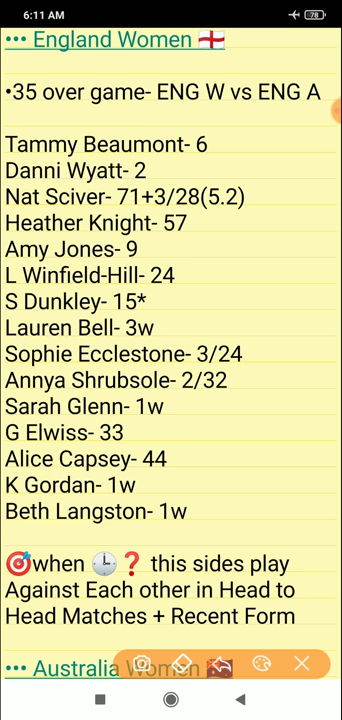 6:11 AM
78
••• England Women 🏴󠁧󠁢󠁥󠁮󠁧󠁿
•35 over game- ENG W vs ENG A
Tammy Beaumont- 6
Danni Wyatt- 2
Nat Sciver- 71+3/28(5.2)
Heather Knight- 57
Amy Jones- 9
L Winfield-Hill- 24
S Dunkley- 15*
Lauren Bell- 3w
Sophie Ecclestone- 3/24
Annya Shrubsole- 2/32
Sarah Glenn- 1w
G Elwiss- 33
Alice Capsey- 44
K Gordan- 1w
Beth Langston- 1w
🎯when 🕒❓ this sides play
Against Each other in Head to
Head Matches + Recent Form
••• Australia Women